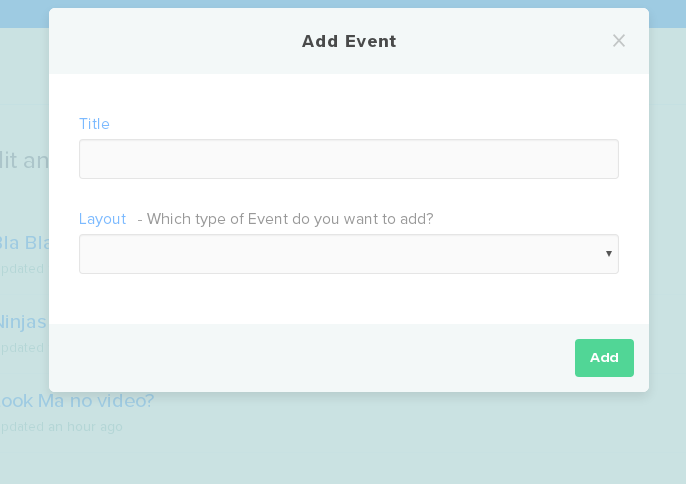 Add Event
×
Title
Layout - Which type of Event do you want to add?
▼
Add
Ninjas
ook Ma no video?
pdated an hour ago
lit an
Bla Bla
pdated
pdated